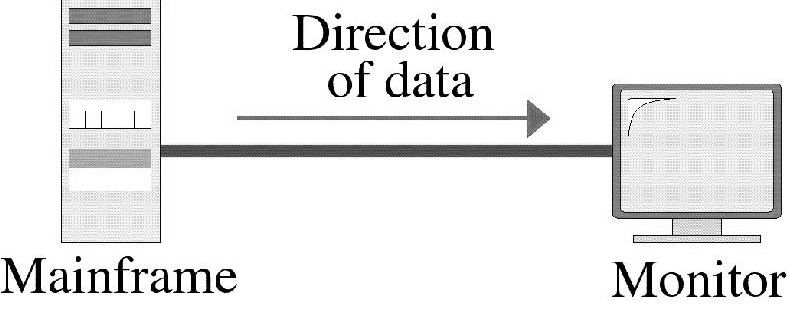 Direction
of data
Mainframe
Monitor